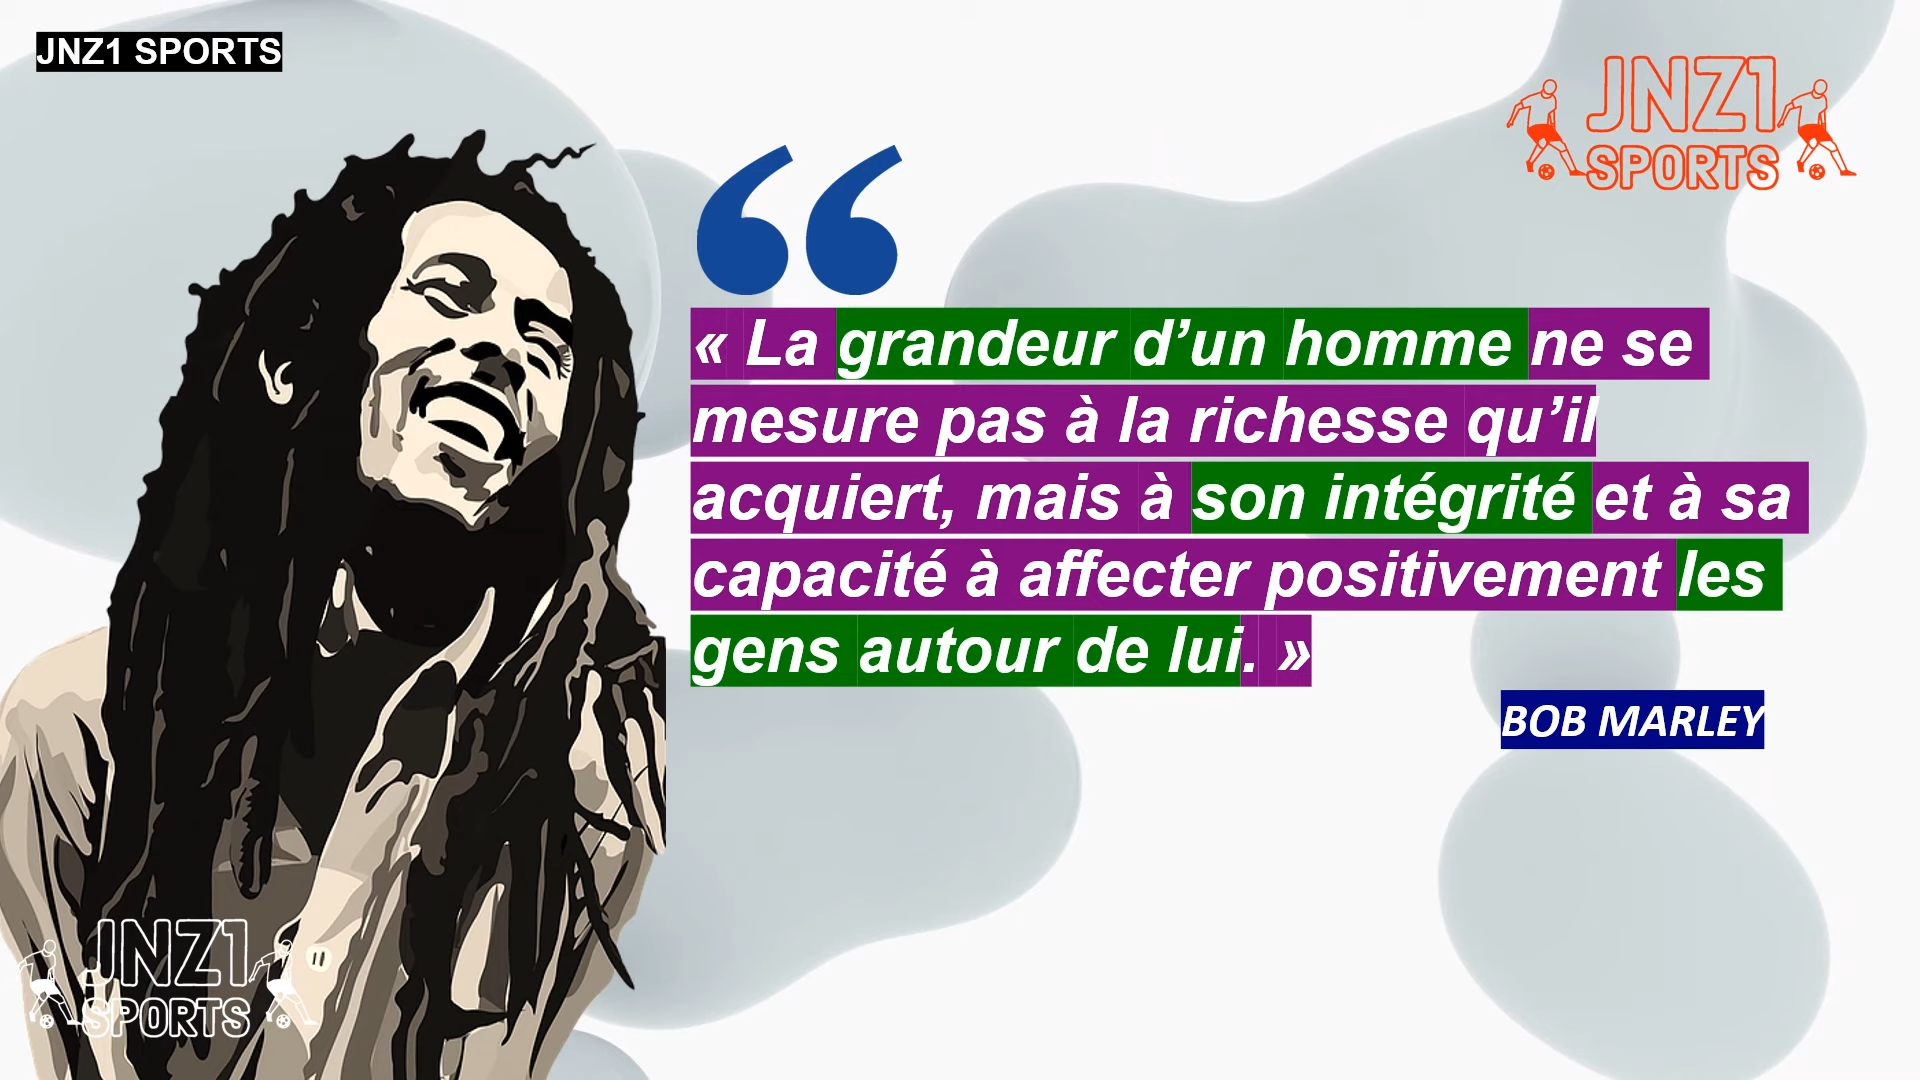 JNZ1 SPORTS
JNZ1
SPORTS
« La grandeur d’un homme ne se
mesure pas à la richesse qu’il
acquiert, mais à son intégrité et à sa
capacité à affecter positivement les
gens autour de lui. »
BOB MARLEY
JNZ1
SPORTS